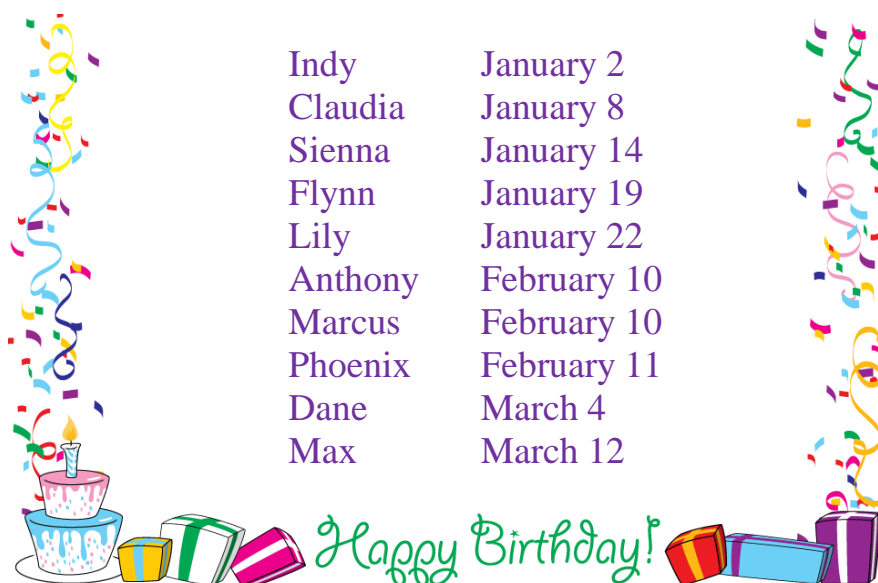 Indy January 2
Claudia January 8
Sienna January 14
Flynn January 19
Lily January 22
Anthony February 10
Marcus February 10
Phoenix February 11
Dane March 4
Max March 12
Happy Birthday!